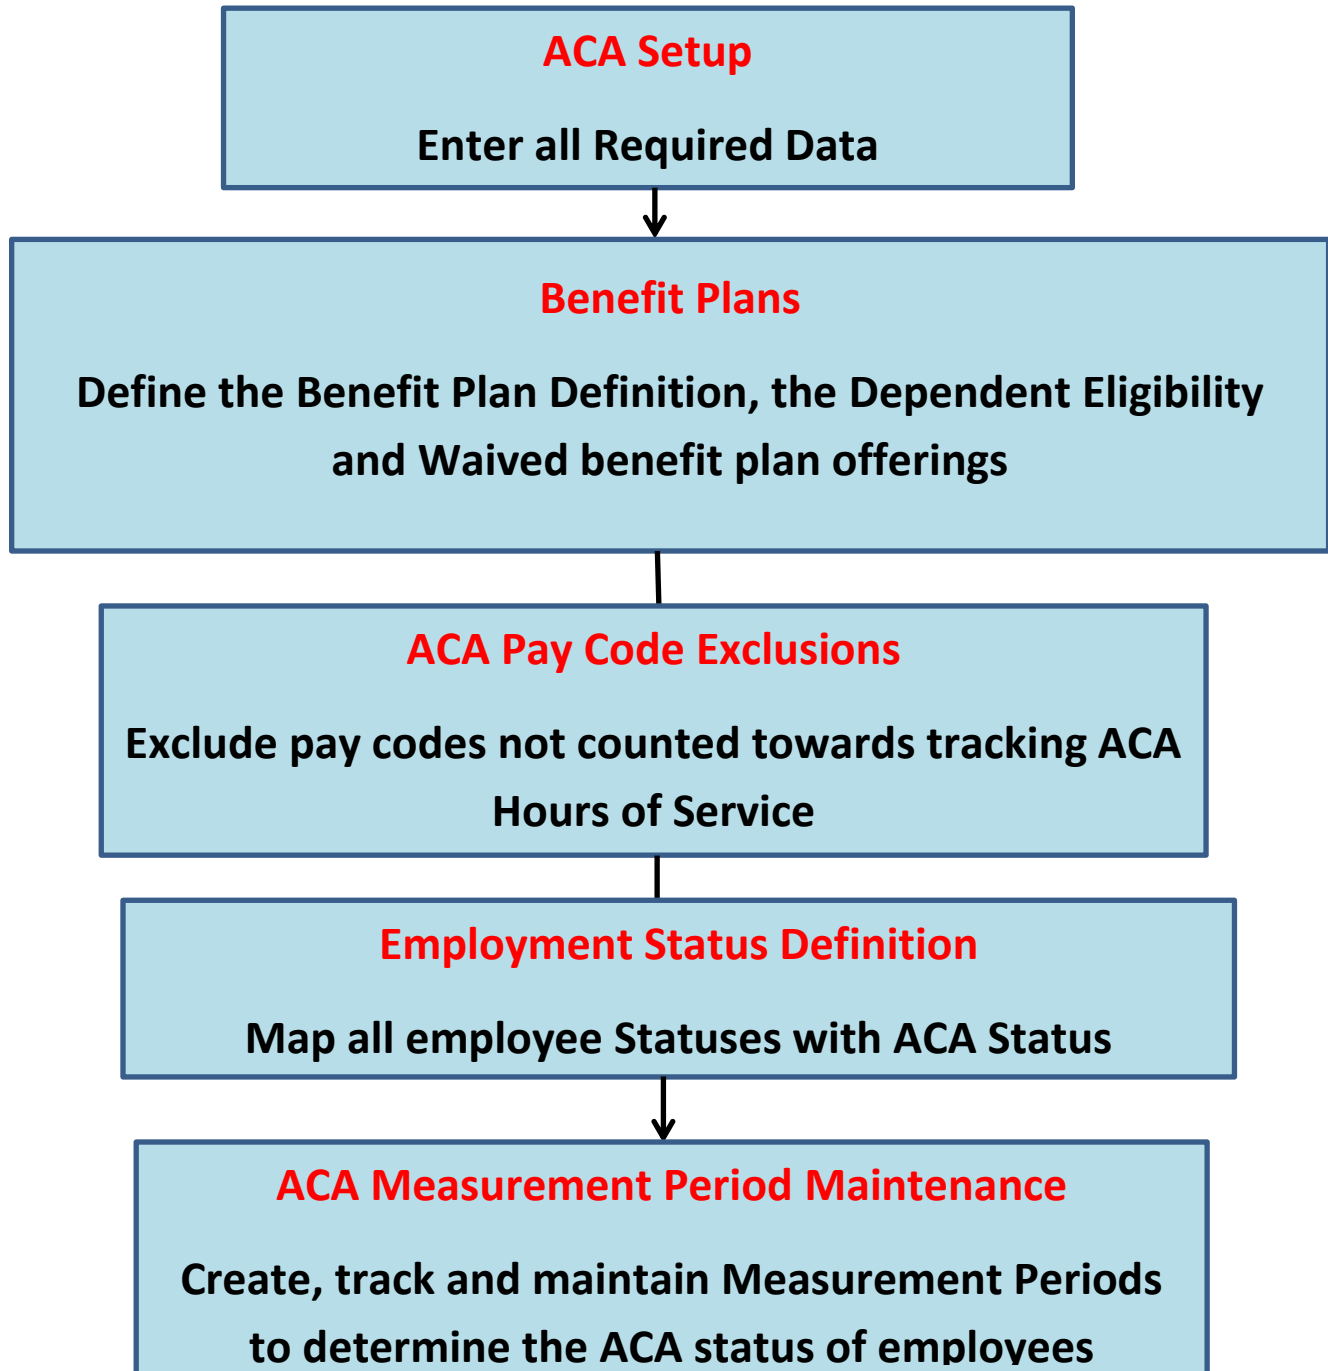 ACA Setup
Enter all Required Data
Benefit Plans
Define the Benefit Plan Definition, the Dependent Eligibility
and Waived benefit plan offerings
ACA Pay Code Exclusions
Exclude pay codes not counted towards tracking ACA
Hours of Service
Employment Status Definition
Map all employee Statuses with ACA Status
ACA Measurement Period Maintenance
Create, track and maintain Measurement Periods
to determine the ACA status of employees